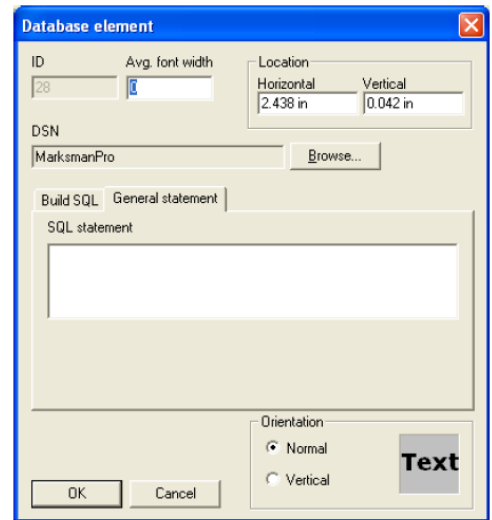 Database element
ID Avg. font width Location
Horizontal Vertical
28 0 2.438 in 0.042 in
DSN
MarksmanPro Browse...
Build SQL General statement
SQL statement
Orientation
Normal
Text
Vertical
OK Cancel